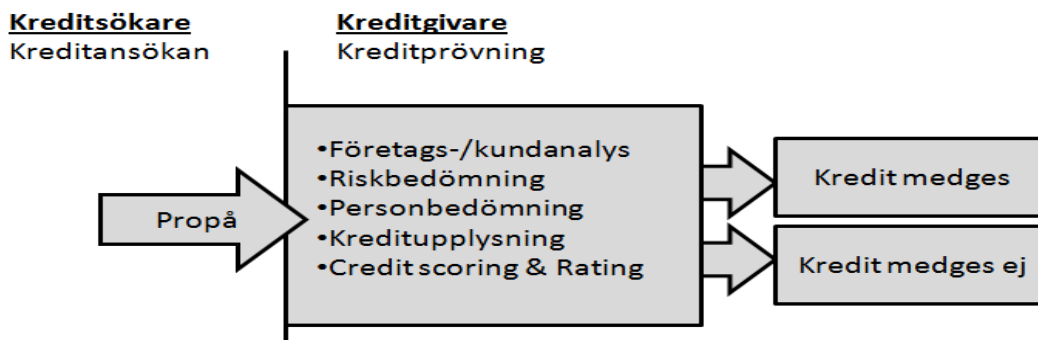 Kreditsökare
Kreditansökan
Kreditgivare
Kreditprövning
Propå
•Företags-/kundanalys
•Riskbedömning
•Personbedömning
•Kreditupplysning
•Credit scoring & Rating
Kredit medges
Kredit medges ej